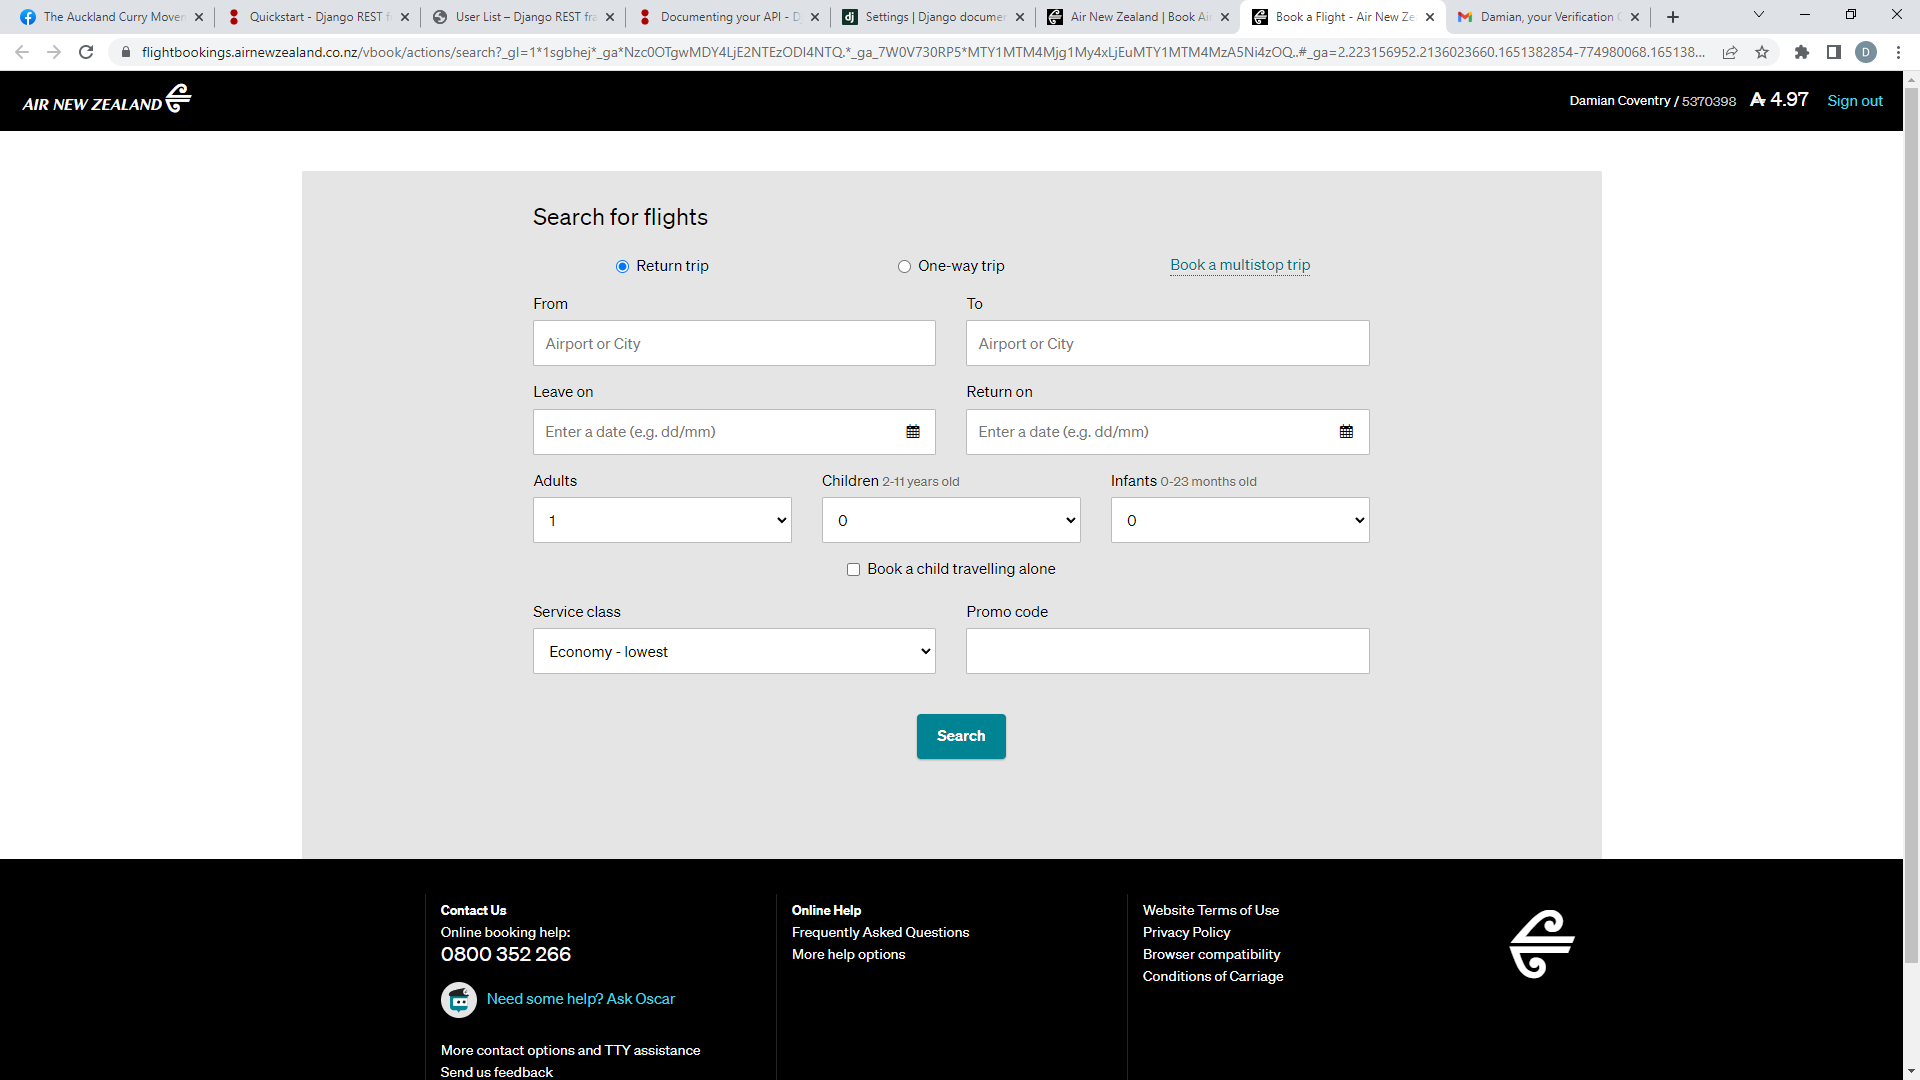 The Auckland Curry Movem
Quickstart - Django REST f
User List – Django REST fra
Documenting your API - D
Settings | Django documen
Air New Zealand | Book Air
Book a Flight - Air New Ze
Damian, your Verification C
flightbookings.airnewzealand.co.nz/vbook/actions/search?_gl=1*1sgbhej*_ga*Nzc0OTgwMDY4LjE2NTEzODI4NTQ.*_ga_7W0V730RP5*MTY1MTM4Mjg1My4xLjEuMTY1MTM4MzA5Ni4zOQ..#_ga=2.223156952.2136023660.1651382854-774980068.165138...
D
AIR NEW ZEALAND
Damian Coventry / 5370398
4.97
Sign out
Search for flights
Return trip
One-way trip
Book a multistop trip
From
To
Airport or City
Airport or City
Leave on
Return on
Enter a date (e.g. dd/mm)
Enter a date (e.g. dd/mm)
Adults
Children 2-11 years old
Infants 0-23 months old
1
0
0
Book a child travelling alone
Service class
Promo code
Economy - lowest
Search
Contact Us
Online booking help:
0800 352 266
Need some help? Ask Oscar
More contact options and TTY assistance
Send us feedback
Online Help
Frequently Asked Questions
More help options
Website Terms of Use
Privacy Policy
Browser compatibility
Conditions of Carriage